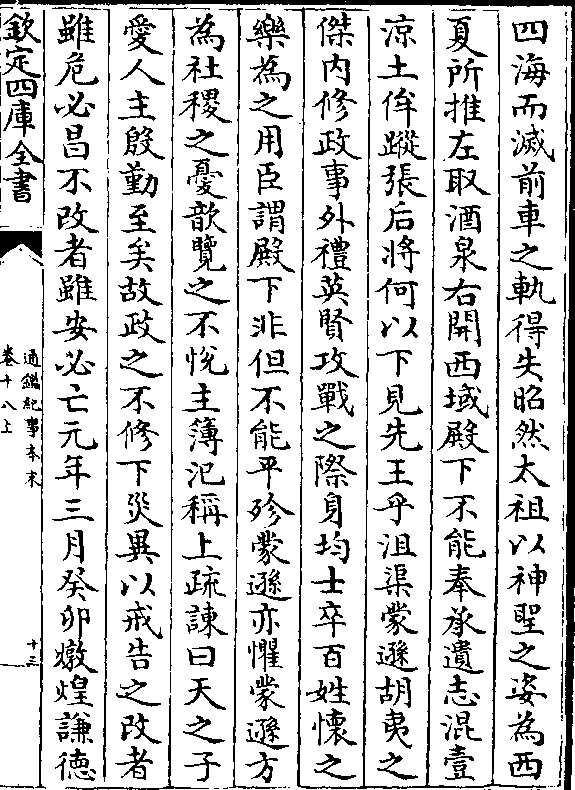 四海而滅前車之軌得失昭然太祖以神聖之姿為西
夏所推左取酒泉右開西域殿下不能奉承遺志混壹
涼土侔蹤張后將何以下見先王乎沮渠蒙遜胡夷之
傑内修政事外禮英賢攻戰之際身均士卒百姓懷之
樂為之用臣謂殿下非但不能平殄蒙遜亦懼蒙遜方
為社稷之憂歆覽之不悅主簿氾稱上疏諫曰天之子
愛人主殷勤至矣故政之不修下災異以戒告之改者
雖危必昌不改者雖安必亡元年三月癸卯燉煌謙德
欽定四庫全書
通鑑紀事本末
卷十八上
十三